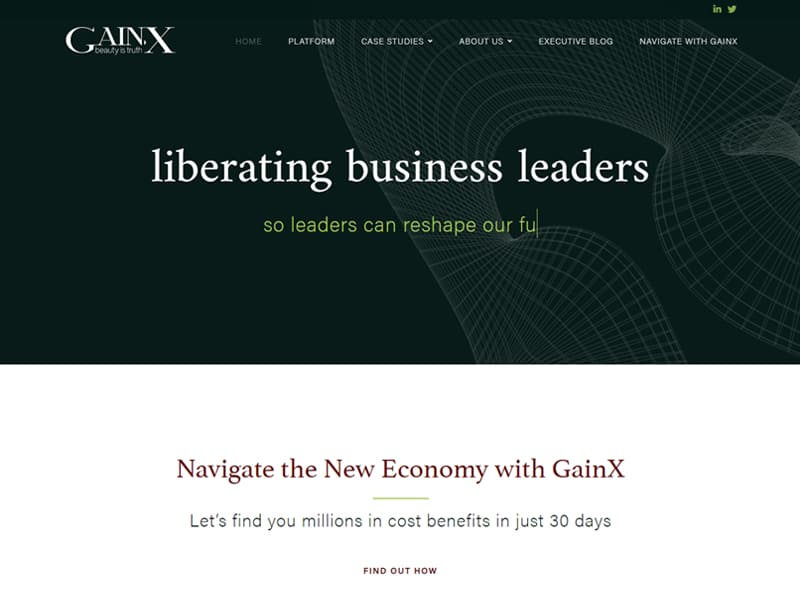 in
GAINX
beauty is truth
HOME PLATFORM CASE STUDIES ABOUT US EXECUTIVE BLOG NAVIGATE WITH GAINX
liberating business leaders
so leaders can reshape our fu
Navigate the New Economy with GainX
Let's find you millions in cost benefits in just 30 days
FIND OUT HOW